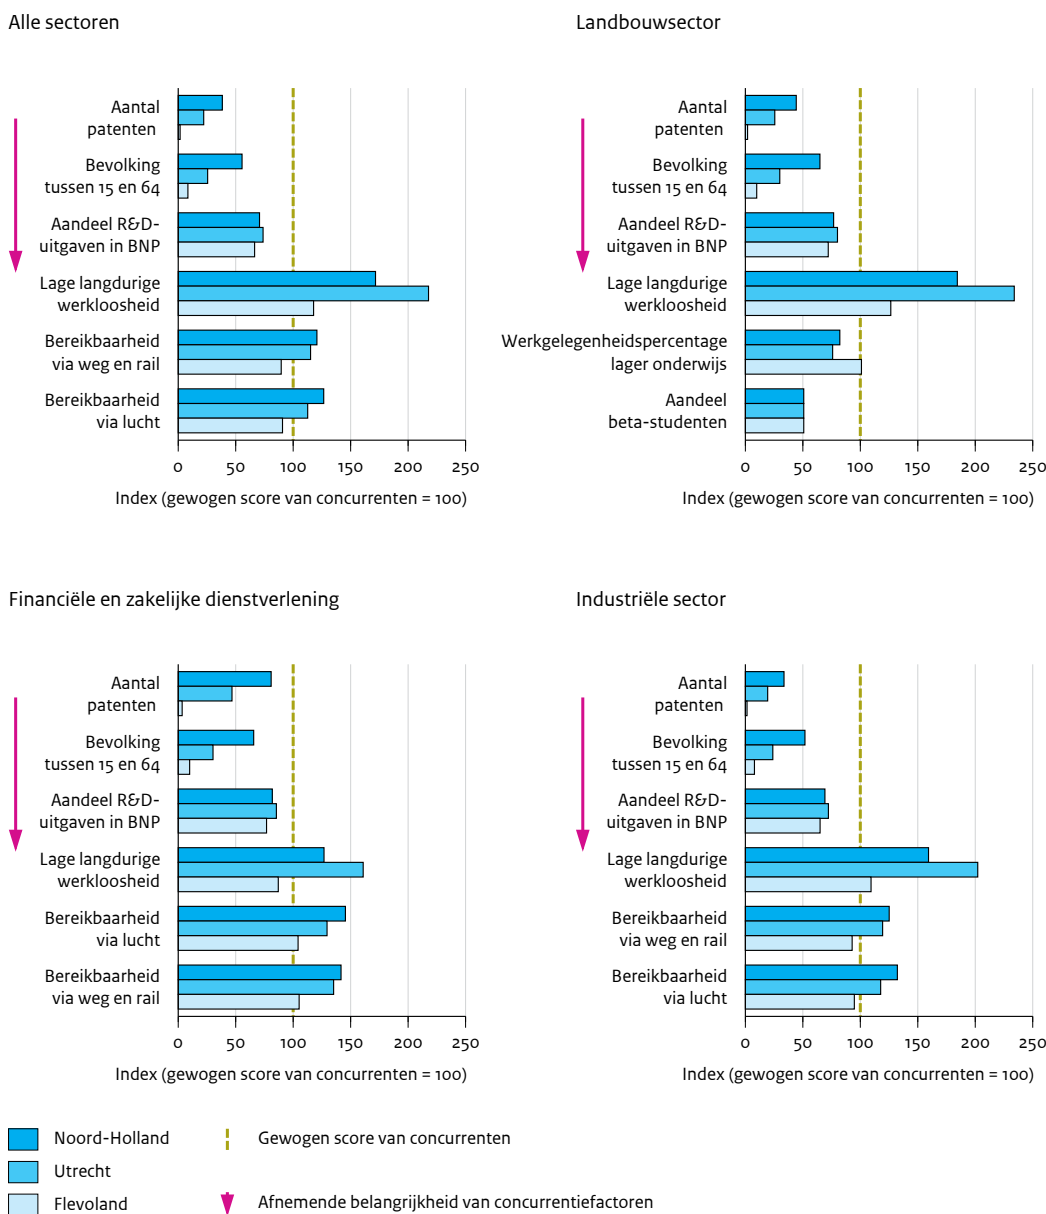 Alle sectoren
Aantal
patenten
Bevolking
tussen 15 en 64
Aandeel R&D-
uitgaven in BNP
Lage langdurige
werkloosheid
Bereikbaarheid
via weg en rail
Bereikbaarheid
via lucht
0 50 100 150 200 250
Index (gewogen score van concurrenten = 100)
Landbouwsector
Aantal
patenten
Bevolking
tussen 15 en 64
Aandeel R&D-
uitgaven in BNP
Lage langdurige
werkloosheid
Werkgelegenheidspercentage
lager onderwijs
Aandeel
beta-studenten
0 50 100 150 200 250
Index (gewogen score van concurrenten = 100)
Financiële en zakelijke dienstverlening
Aantal
patenten
Bevolking
tussen 15 en 64
Aandeel R&D-
uitgaven in BNP
Lage langdurige
werkloosheid
Bereikbaarheid
via lucht
Bereikbaarheid
via weg en rail
0 50 100 150 200 250
Index (gewogen score van concurrenten = 100)
Industriële sector
Aantal
patenten
Bevolking
tussen 15 en 64
Aandeel R&D-
uitgaven in BNP
Lage langdurige
werkloosheid
Bereikbaarheid
via weg en rail
Bereikbaarheid
via lucht
0 50 100 150 200 250
Index (gewogen score van concurrenten = 100)
Noord-Holland
Utrecht
Flevoland
Gewogen score van concurrenten
Afnemende belangrijkheid van concurrentiefactoren